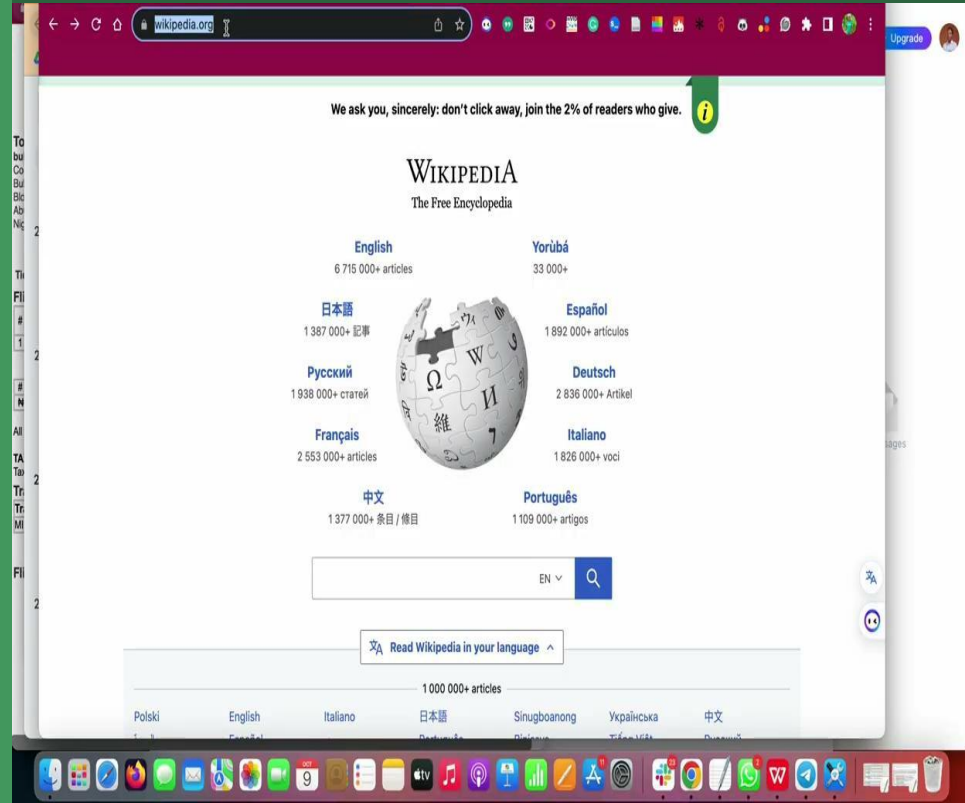 wikipedia.org
Upgrade
We ask you, sincerely: don't click away, join the 2% of readers who give.
i
WIKIPEDIA
The Free Encyclopedia
English
6 715 000+ articles
Yorùbá
33 000+
日本語
1 387 000+ 記事
Español
1 892 000+ artículos
Русский
1 938 000+ статей
Deutsch
2 836 000+ Artikel
Français
2 553 000+ articles
Italiano
1 826 000+ voci
中文
1 377 000+ 条目 / 條目
Português
1 109 000+ artigos
EN
Read Wikipedia in your language
1 000 000+ articles
Polski English Italiano 日本語 Sinugboanong Українська 中文
OCT
9
tv